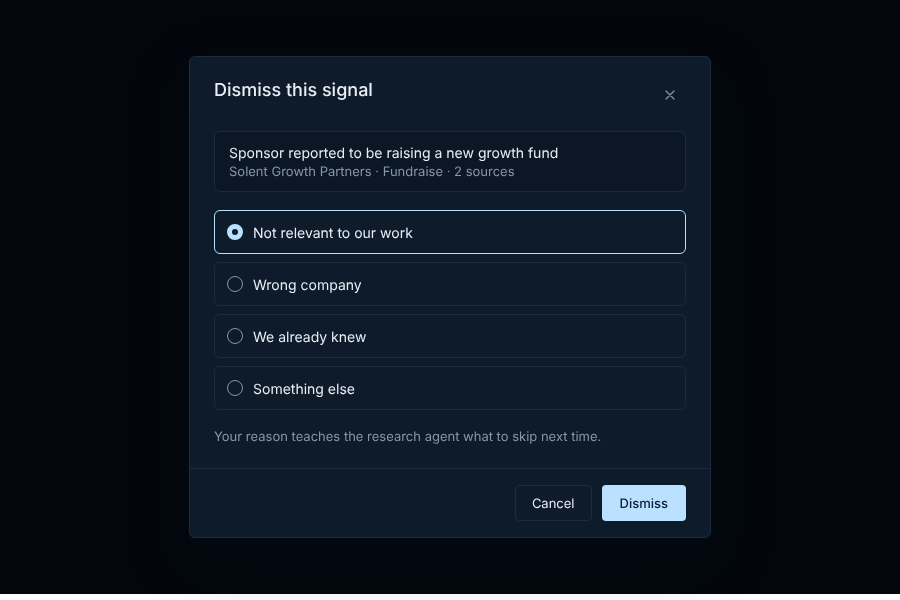 Dismiss this signal
Sponsor reported to be raising a new growth fund
Solent Growth Partners · Fundraise · 2 sources
Not relevant to our work
Wrong company
We already knew
Something else
Your reason teaches the research agent what to skip next time.
Cancel
Dismiss